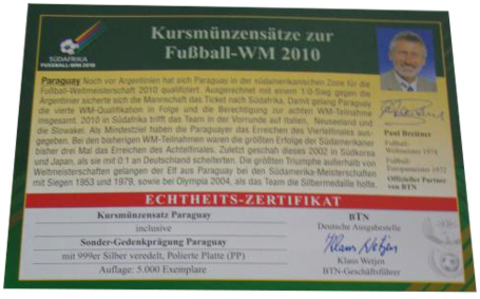 Kursmünzensätze zur
Fußball-WM 2010
SÜDAFRIKA
FUSSBALL-WM 2010
Paraguay Noch vor Argentinien hat sich Paraguay in der südamerikanischen Zone für die
Fußball-Weltmeisterschaft 2010 qualifiziert. Ausgerechnet mit einem 1:0-Sieg gegen die
Argentinier sicherte sich die Mannschaft das Ticket nach Südafrika. Damit gelang Paraguay
die vierte WM-Qualifikation in Folge und die Berechtigung zur achten WM-Teilnahme
insgesamt. 2010 in Südafrika trifft das Team in der Vorrunde auf Italien, Neuseeland und
die Slowakei. Als Mindestziel haben die Paraguayer das Erreichen des Viertelfinales ausgegeben.
Bei den bisherigen WM-Teilnahmen waren die größten Erfolge der Südamerikaner
bisher drei Mal das Erreichen des Achtelfinales. Zuletzt geschah dieses 2002 in Südkorea
und Japan, als sie mit 0:1 an Deutschland scheiterten. Die größten Triumphe außerhalb von
Weltmeisterschaften gelangen der Elf aus Paraguay bei den Südamerika-Meisterschaften
mit Siegen 1953 und 1979, sowie bei Olympia 2004, als das Team die Silbermedaille holte.
Paul Breitner
Fußball-
Weltmeister 1974
Fußball-
Europameister 1972
Offizieller Partner
von BTN
ECHTHEITS-ZERTIFIKAT
Kursmünzensatz Paraguay
inclusive
Sonder-Gedenkprägung Paraguay
mit 999er Silber veredelt, Polierte Platte (PP)
Auflage: 5.000 Exemplare
BTN
Deutsche Ausgabestelle
Klaus Wetjen
Klaus Wetjen
BTN-Geschäftsführer